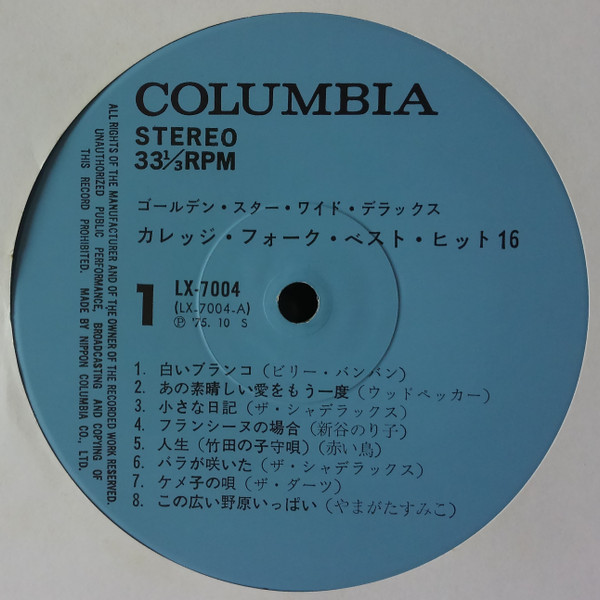 COLUMBIA
STEREO
33⅓RPM
ゴールデン・スター・ワイド・デラックス
カレッジ・フォーク・ベスト・ヒット16
1
LX-7004
(LX-7004-A)
Ⓟ '75. 10 S
1. 白いブランコ(ビリー・バンバン)
2. あの素晴しい愛をもう一度(ウッドペッカー)
3. 小さな日記(ザ・シャデラックス)
4. フランシーヌの場合(新谷のり子)
5. 人生(竹田の子守唄)(赤い鳥)
6. バラが咲いた(ザ・シャデラックス)
7. ケメ子の唄(ザ・ダーツ)
8. この広い野原いっぱい(やまがたすみこ)
ALL RIGHTS OF THE MANUFACTURER AND OF THE OWNER OF THE RECORDED WORK RESERVED.
UNAUTHORIZED PUBLIC PERFORMANCE, BROADCASTING AND COPYING OF
THIS RECORD PROHIBITED. MADE BY NIPPON COLUMBIA CO., LTD.